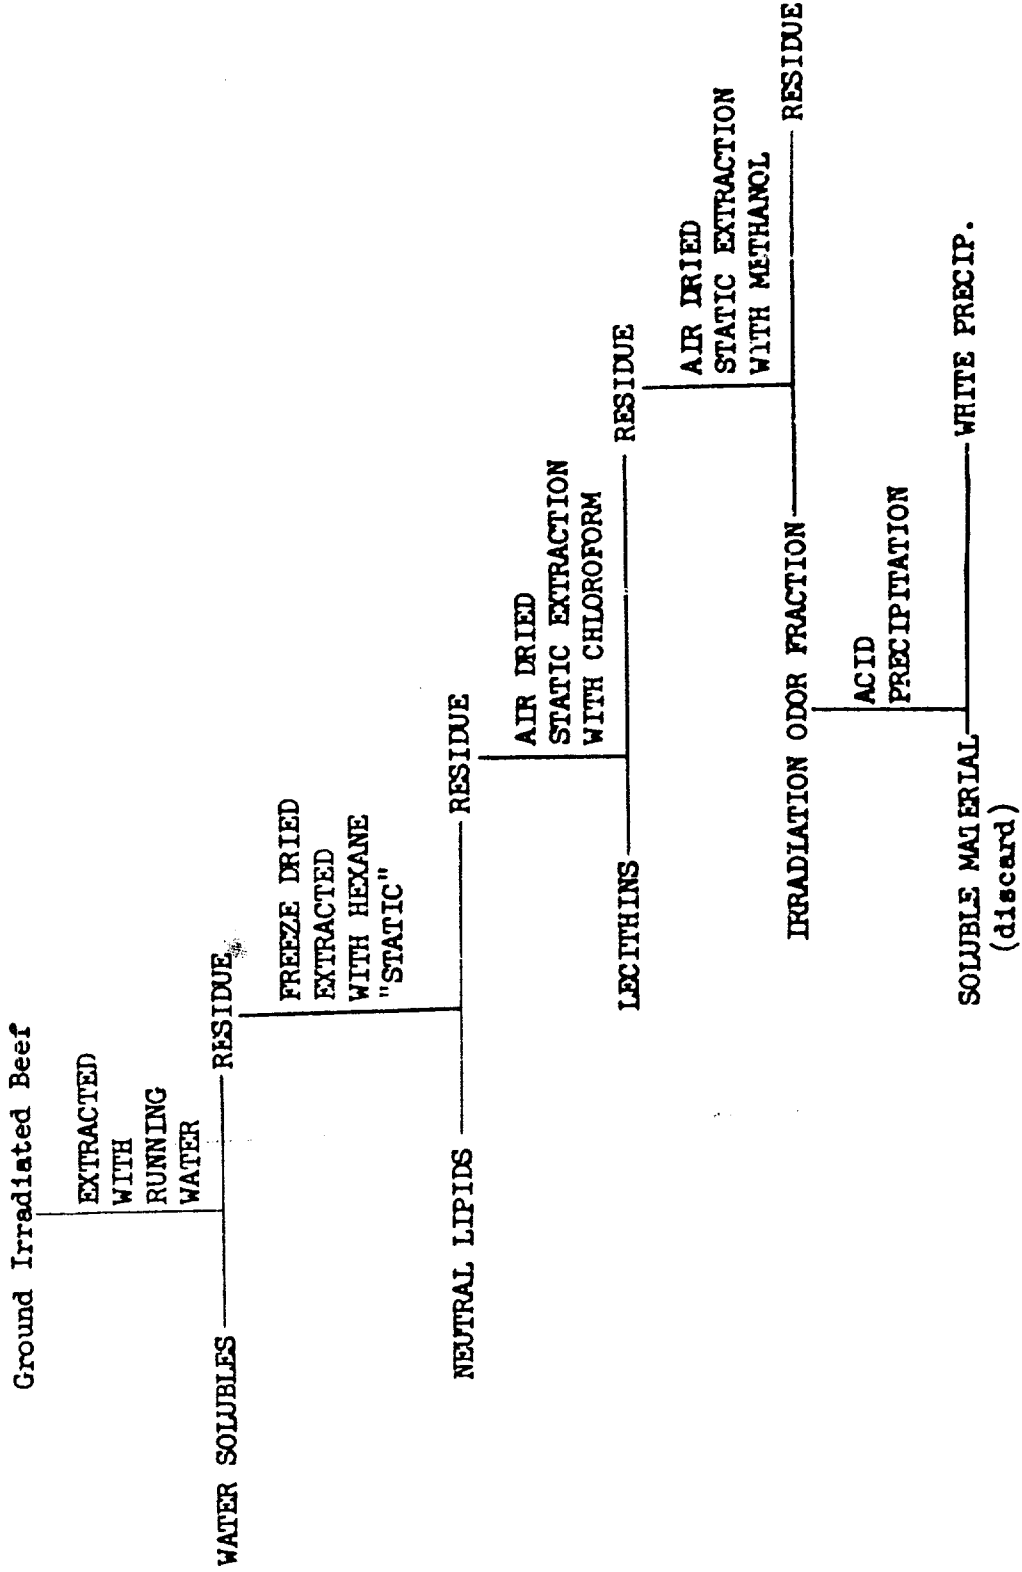 Ground Irradiated Beef
EXTRACTED
WITH
RUNNING
WATER
WATER SOLUBLES
RESIDUE
FREEZE DRIED
EXTRACTED
WITH HEXANE
"STATIC"
NEUTRAL LIPIDS
RESIDUE
AIR DRIED
STATIC EXTRACTION
WITH CHLOROFORM
LECITHINS
RESIDUE
AIR DRIED
STATIC EXTRACTION
WITH METHANOL
IRRADIATION ODOR FRACTION
RESIDUE
ACID
PRECIPITATION
SOLUBLE MATERIAL
(discard)
WHITE PRECIP.